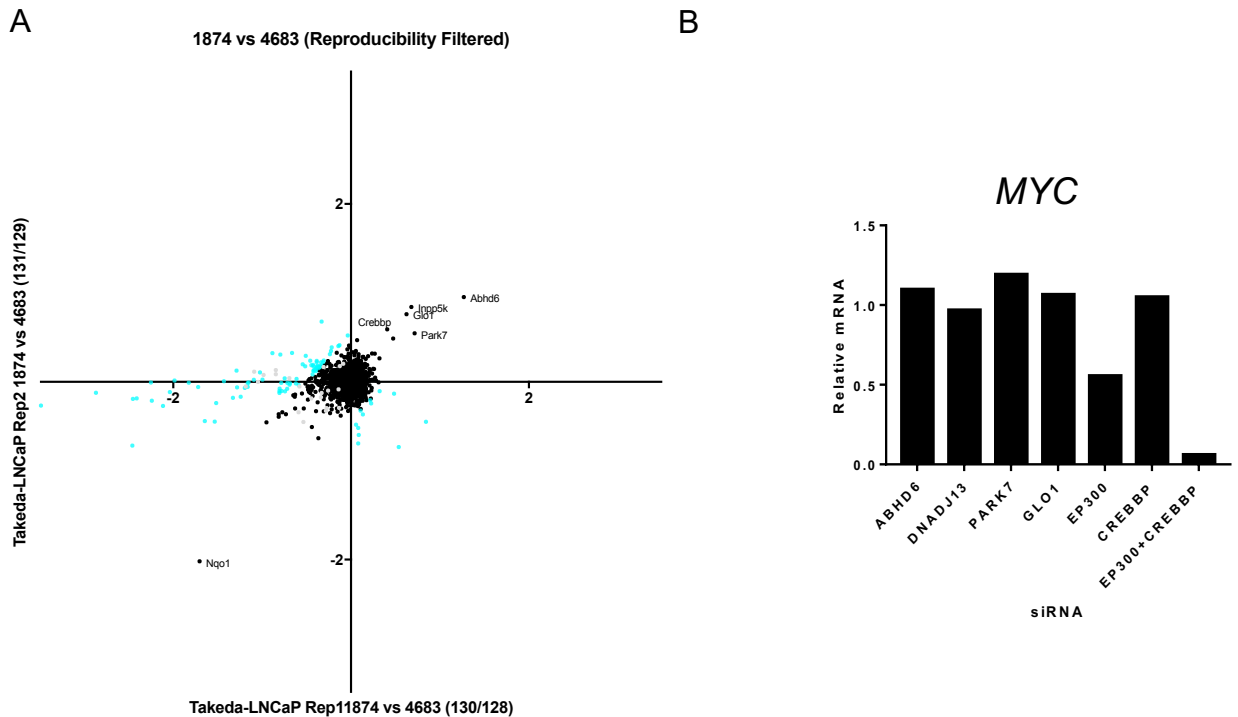 A
1874 vs 4683 (Reproducibility Filtered)
Takeda-LNCaP Rep2 1874 vs 4683 (131/129)
2
Abhd6
Inpp5k
Glo1
Crebbp
Park7
-2
2
-2
Nqo1
Takeda-LNCaP Rep11874 vs 4683 (130/128)
B
MYC
Relative mRNA
1.5
1.0
0.5
0.0
ABHD6
DNADJ13
PARK7
GLO1
EP300
CREBBP
EP300+CREBBP
siRNA